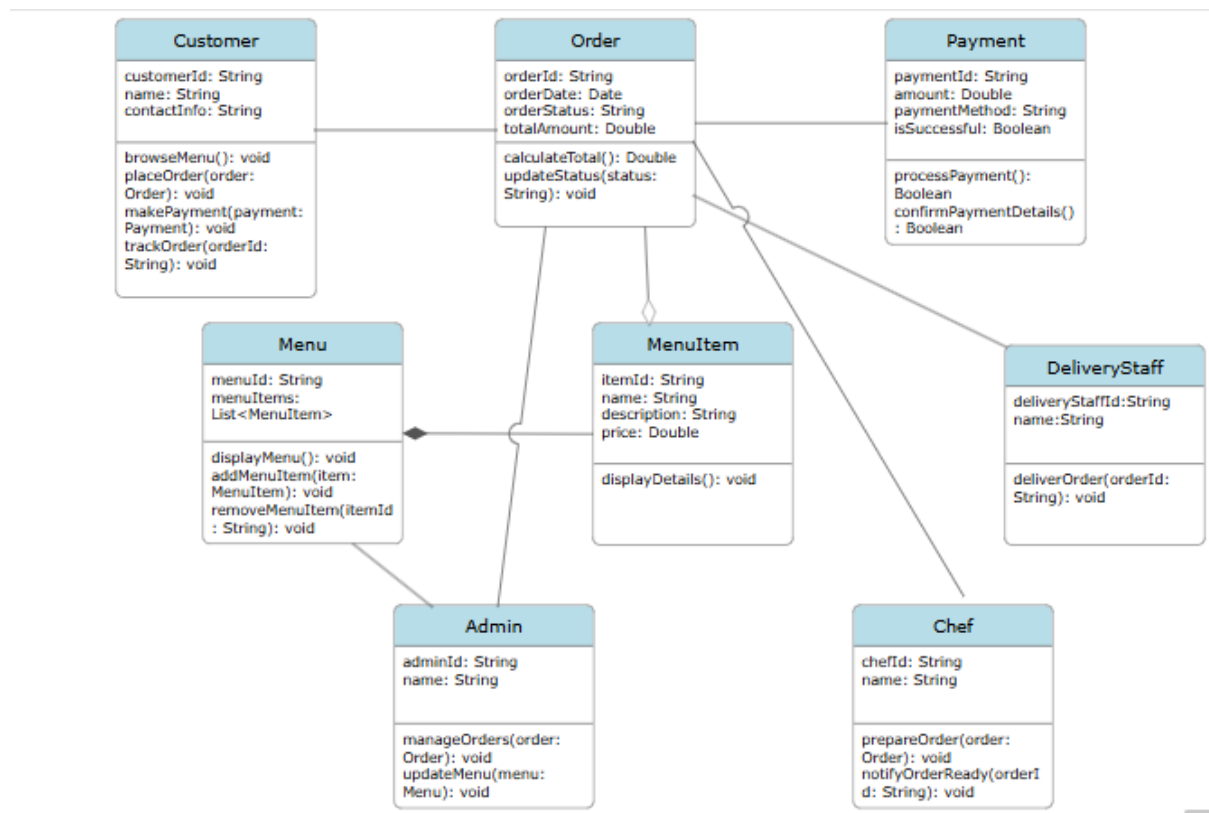 Customer
customerId: String
name: String
contactInfo: String
browseMenu(): void
placeOrder(order:
Order): void
makePayment(payment:
Payment): void
trackOrder(orderId:
String): void
Order
orderId: String
orderDate: Date
orderStatus: String
totalAmount: Double
calculateTotal(): Double
updateStatus(status:
String): void
Payment
paymentId: String
amount: Double
paymentMethod: String
isSuccessful: Boolean
processPayment():
Boolean
confirmPaymentDetails()
: Boolean
Menu
menuId: String
menuItems:
List<MenuItem>
displayMenu(): void
addMenuItem(item:
MenuItem): void
removeMenuItem(itemId
: String): void
MenuItem
itemId: String
name: String
description: String
price: Double
displayDetails(): void
DeliveryStaff
deliveryStaffId:String
name:String
deliverOrder(orderId:
String): void
Admin
adminId: String
name: String
manageOrders(order:
Order): void
updateMenu(menu:
Menu): void
Chef
chefId: String
name: String
prepareOrder(order:
Order): void
notifyOrderReady(orderI
d: String): void